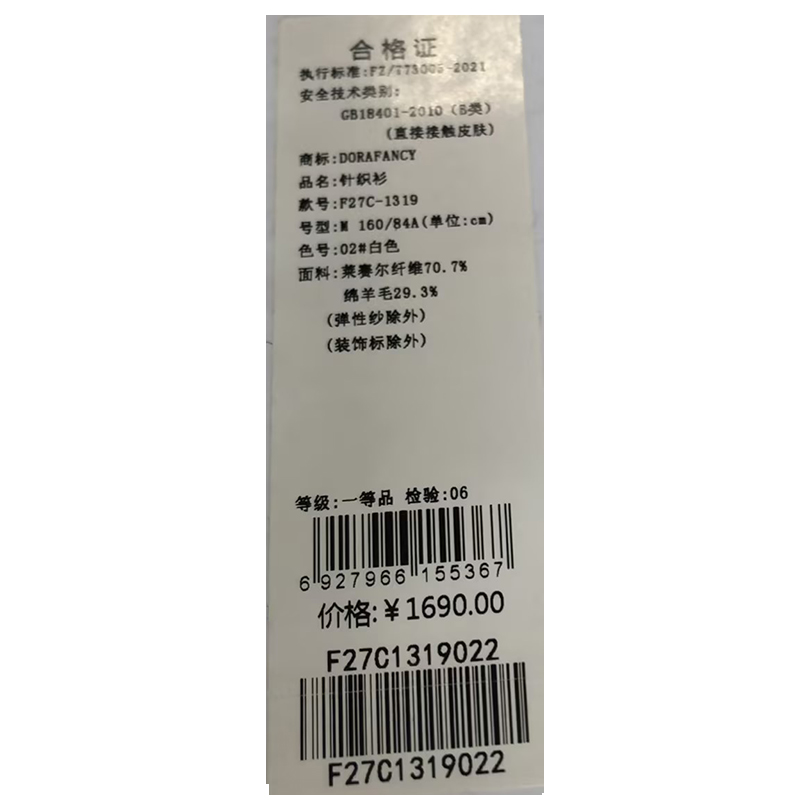 合格证
执行标准:FZ/T73005-2021
安全技术类别:
GB18401-2010 (B类)
(直接接触皮肤)
商标:DORAFANCY
品名:针织衫
款号:F27C-1319
号型:M 160/84A(单位:cm)
色号:02#白色
面料:莱赛尔纤维70.7%
绵羊毛29.3%
(弹性纱除外)
(装饰标除外)
等级:一等品 检验:06
6 927966 155367
价格:¥1690.00
F27C1319022
F27C1319022